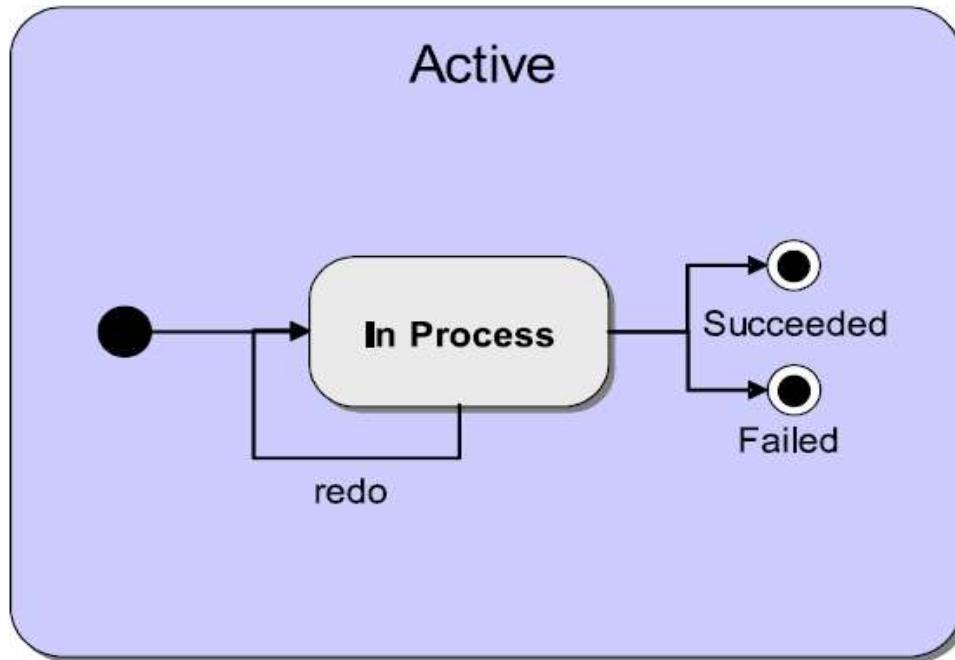 Active
In Process
Succeeded
Failed
redo